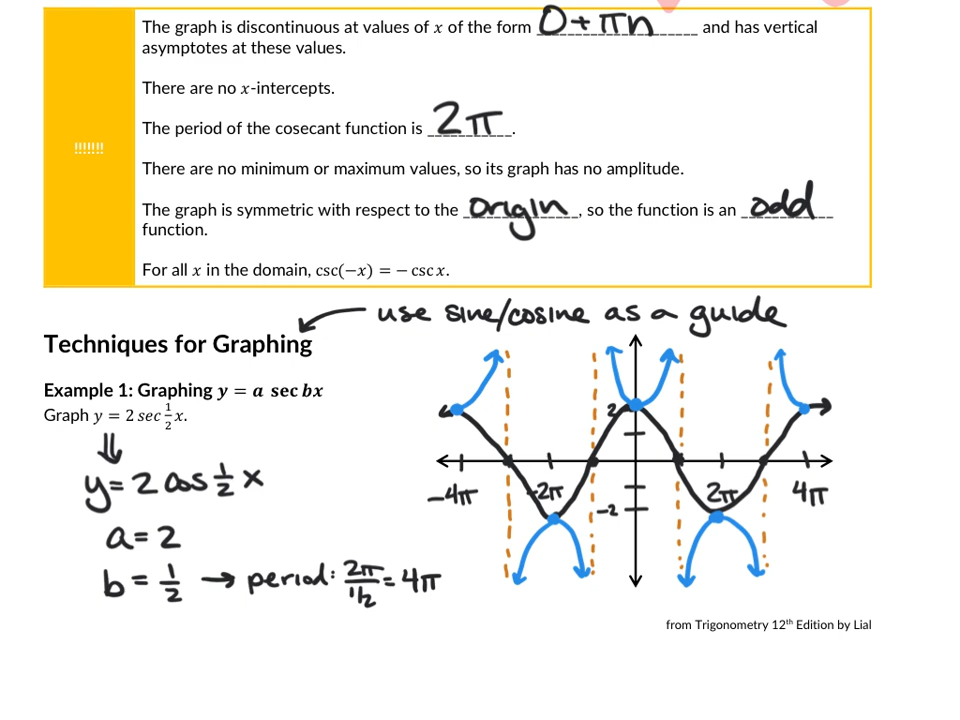 The graph is discontinuous at values of x of the form 0 + πn and has vertical
asymptotes at these values.
There are no x-intercepts.
The period of the cosecant function is 2π.
!!!!!!!
There are no minimum or maximum values, so its graph has no amplitude.
The graph is symmetric with respect to the origin, so the function is an odd
function.
For all x in the domain, csc(−x) = − csc x.
use sine/cosine as a guide
Techniques for Graphing
Example 1: Graphing y = a sec bx
Graph y = 2 sec 1/2 x.
y = 2 cos 1/2 x
a = 2
b = 1/2 → period: 2π/1/2 = 4π
2
-4π -2π 2π 4π
-2
from Trigonometry 12th Edition by Lial